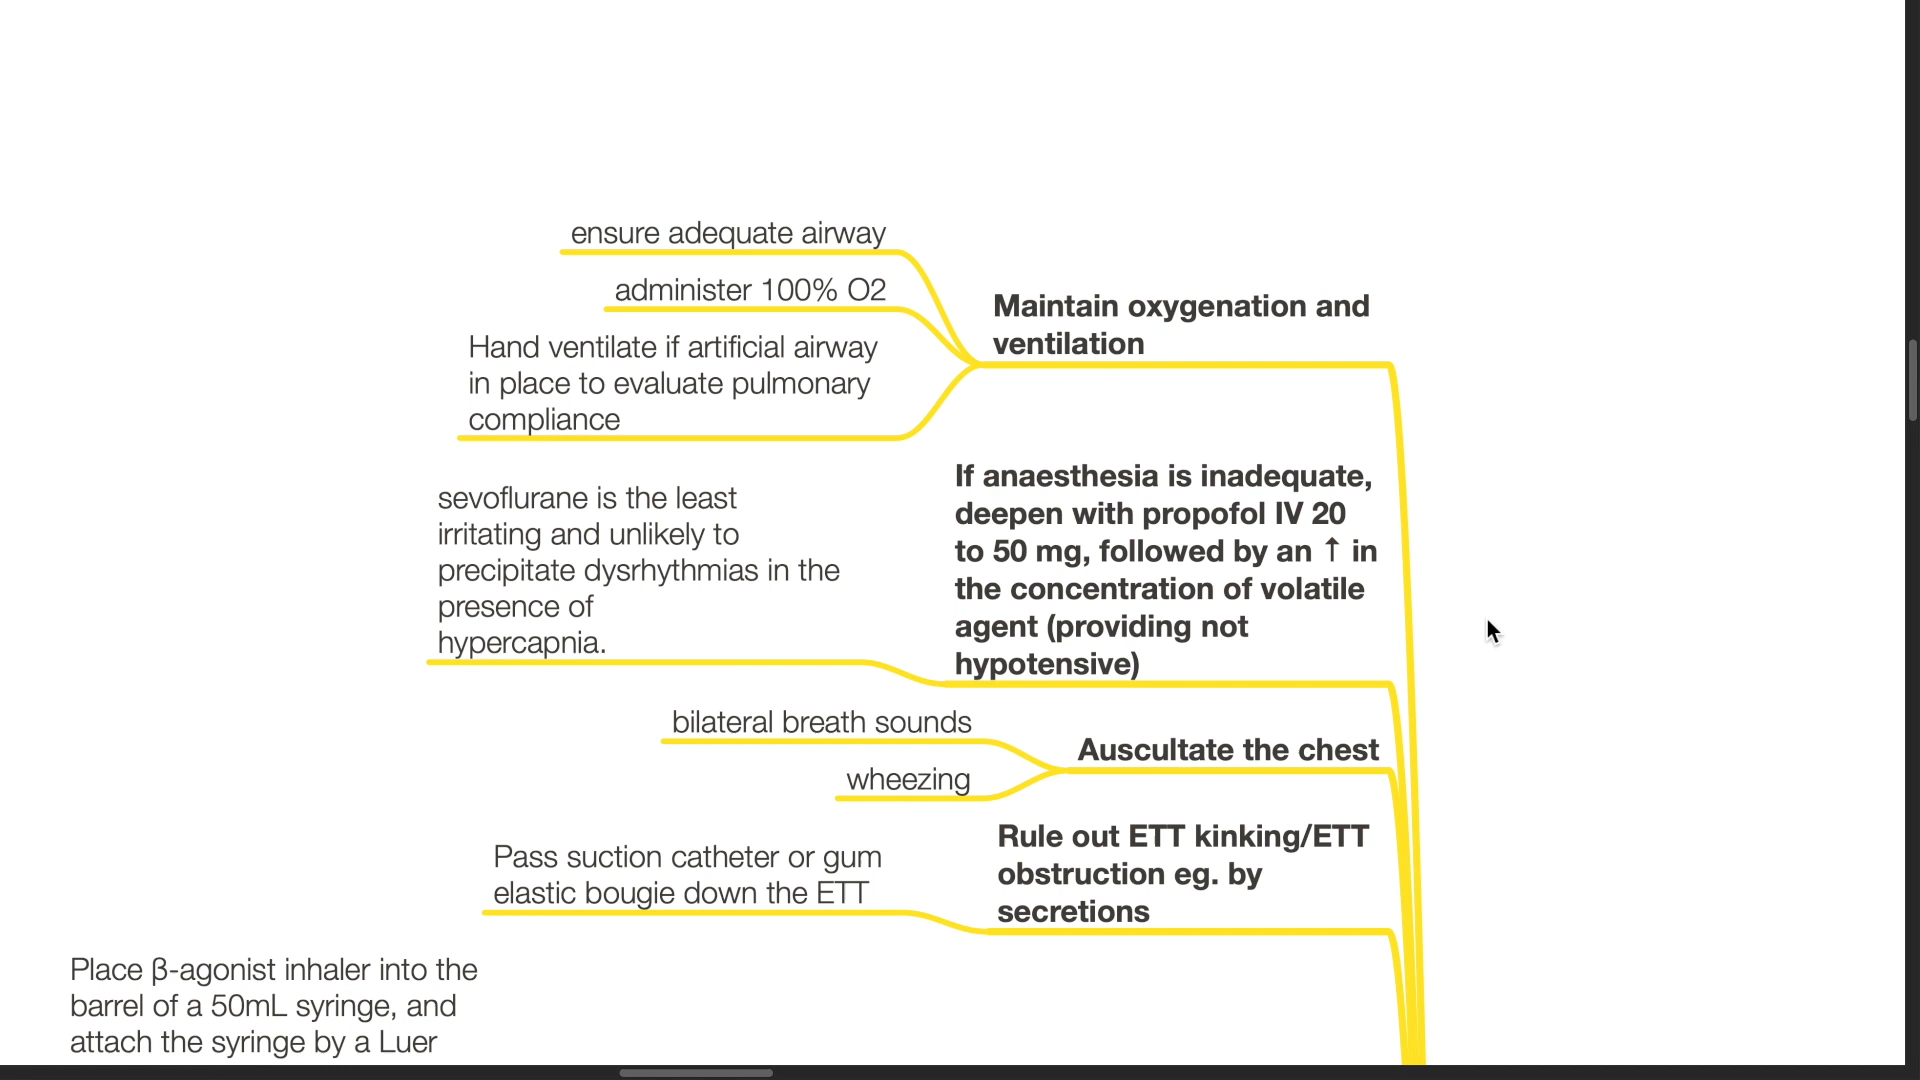 ensure adequate airway
administer 100% O2
Hand ventilate if artificial airway
in place to evaluate pulmonary
compliance
Maintain oxygenation and
ventilation
sevoflurane is the least
irritating and unlikely to
precipitate dysrhythmias in the
presence of
hypercapnia.
If anaesthesia is inadequate,
deepen with propofol IV 20
to 50 mg, followed by an ↑ in
the concentration of volatile
agent (providing not
hypotensive)
bilateral breath sounds
wheezing
Auscultate the chest
Pass suction catheter or gum
elastic bougie down the ETT
Rule out ETT kinking/ETT
obstruction eg. by
secretions
Place β-agonist inhaler into the
barrel of a 50mL syringe, and
attach the syringe by a Luer